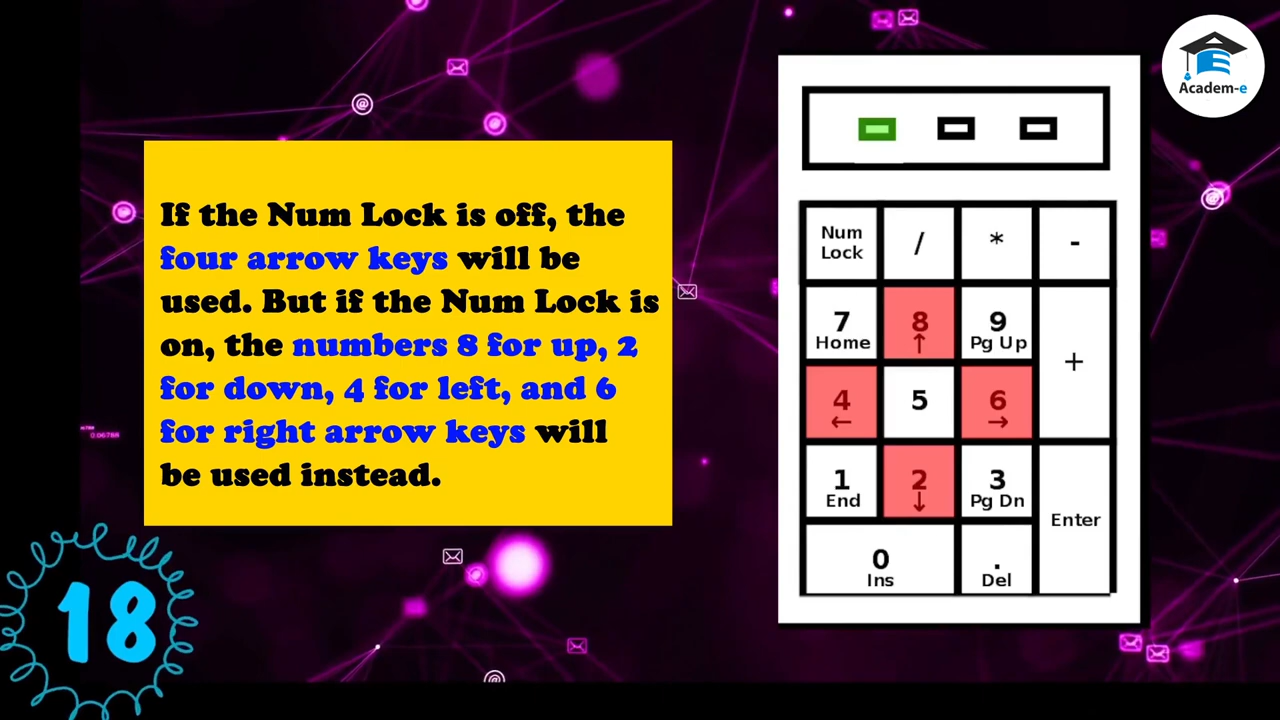 Academ-e
If the Num Lock is off, the
four arrow keys will be
used. But if the Num Lock is
on, the numbers 8 for up, 2
for down, 4 for left, and 6
for right arrow keys will
be used instead.
Num Lock / * -
7 Home 8 ↑ 9 Pg Up +
4 ← 5 6 →
1 End 2 ↓ 3 Pg Dn Enter
0 Ins . Del
18